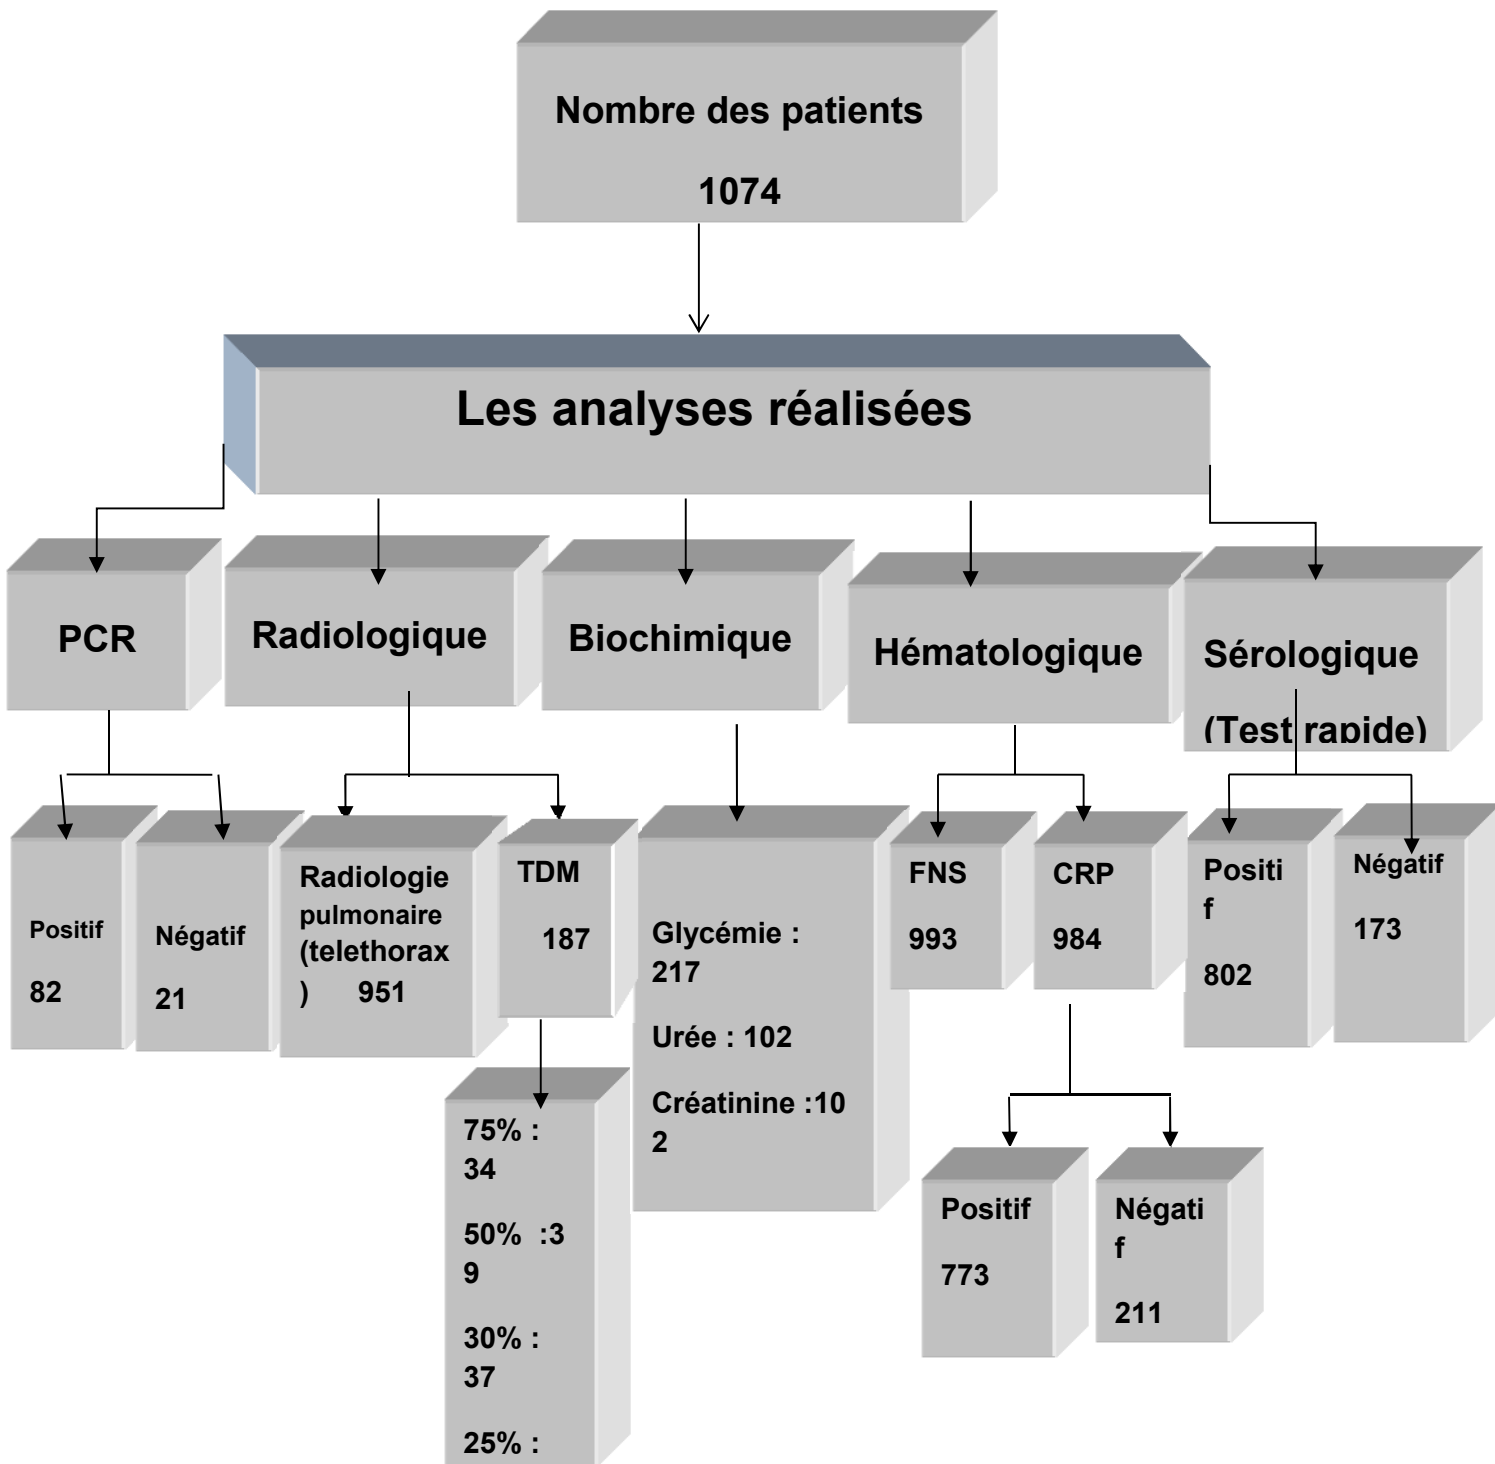 Nombre des patients
1074
Les analyses réalisées
PCR
Radiologique
Biochimique
Hématologique
Sérologique
(Test rapide)
Positif
82
Négatif
21
Radiologie
pulmonaire
(telethorax
) 951
TDM
187
75% :
34
50% :3
9
30% :
37
25% :
Glycémie :
217
Urée : 102
Créatinine :10
2
FNS
993
CRP
984
Positif
773
Négati
f
211
Positi
f
802
Négatif
173